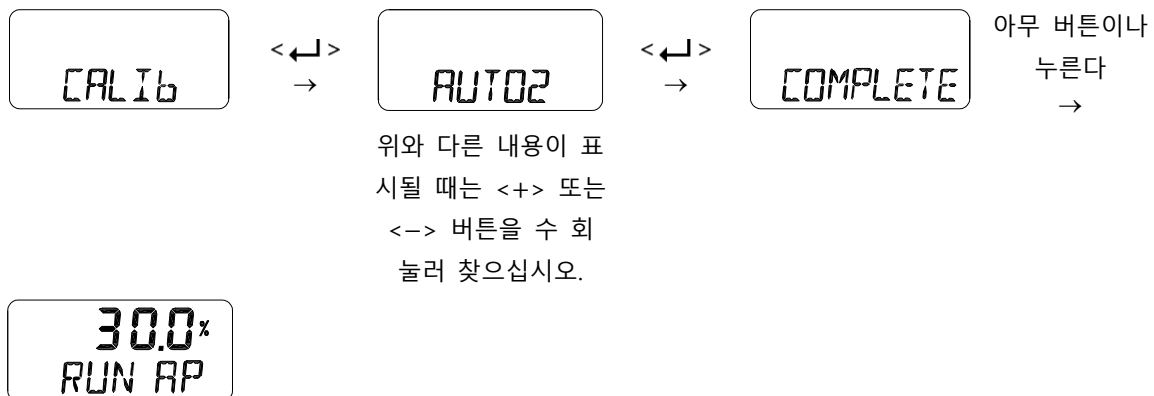 CALIb
<↵>
→
AUTO2
<↵>
→
COMPLETE
아무 버튼이나
누른다
→
위와 다른 내용이 표
시될 때는 <+> 또는
<−> 버튼을 수 회
눌러 찾으십시오.
30.0%
RUN AP